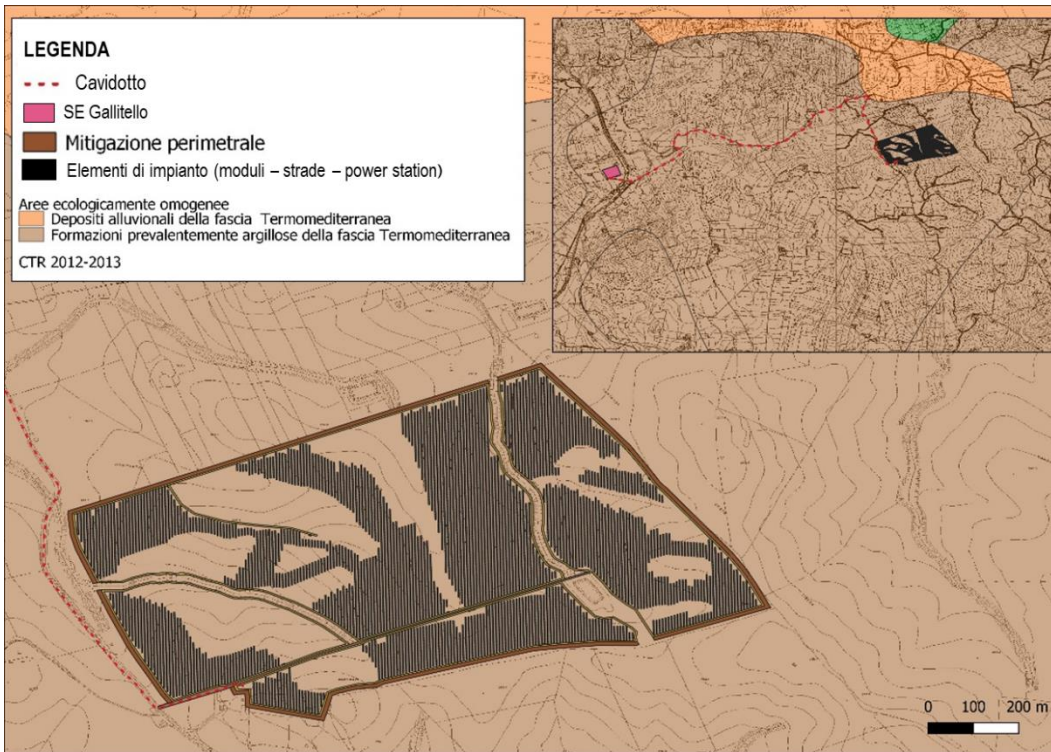 LEGENDA
Cavidotto
SE Gallitello
Mitigazione perimetrale
Elementi di impianto (moduli – strade – power station)
Aree ecologicamente omogenee
Depositi alluvionali della fascia Termomediterranea
Formazioni prevalentemente argillose della fascia Termomediterranea
CTR 2012-2013
0 100 200 m